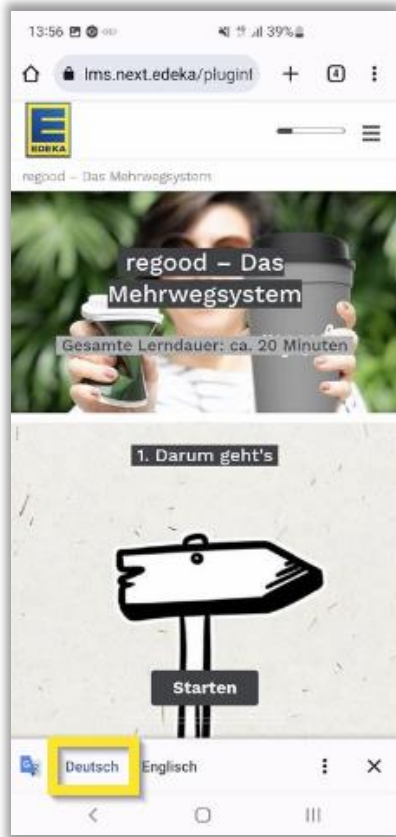 13:56
39%
lms.next.edeka/pluginf
4
EDEKA
regood – Das Mehrwegsystem
regood – Das
Mehrwegsystem
Gesamte Lerndauer: ca. 20 Minuten
1. Darum geht's
Starten
Deutsch Englisch